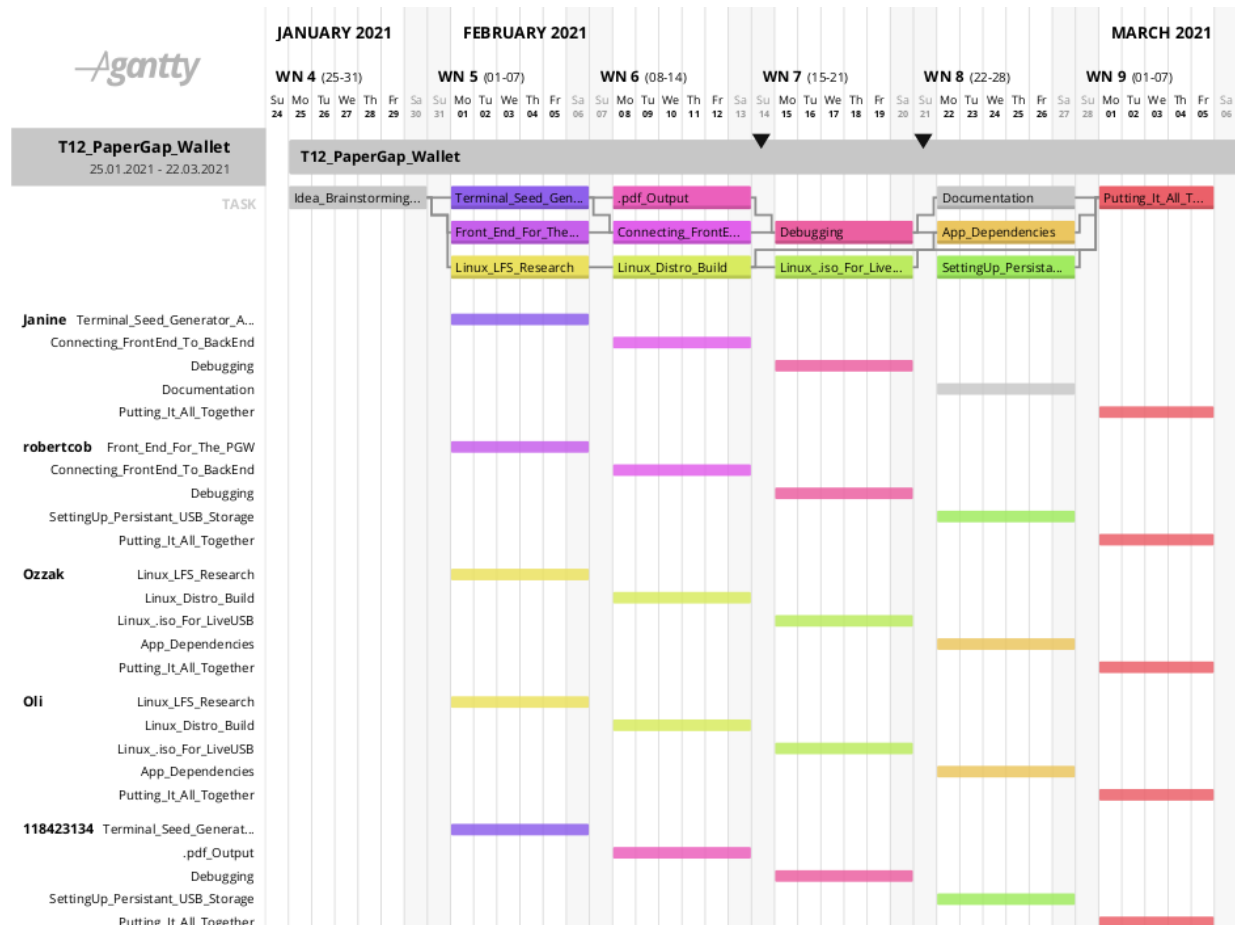 JANUARY 2021 FEBRUARY 2021 MARCH 2021
Agantty
WN 4 (25-31) WN 5 (01-07) WN 6 (08-14) WN 7 (15-21) WN 8 (22-28) WN 9 (01-07)
Su Mo Tu We Th Fr Sa Su Mo Tu We Th Fr Sa Su Mo Tu We Th Fr Sa Su Mo Tu We Th Fr Sa Su Mo Tu We Th Fr Sa Su Mo Tu We Th Fr Sa
24 25 26 27 28 29 30 31 01 02 03 04 05 06 07 08 09 10 11 12 13 14 15 16 17 18 19 20 21 22 23 24 25 26 27 28 01 02 03 04 05 06
T12_PaperGap_Wallet
25.01.2021 - 22.03.2021
T12_PaperGap_Wallet
TASK
Idea_Brainstorming... Terminal_Seed_Gen... .pdf_Output Documentation Putting_It_All_T...
Front_End_For_The... Connecting_FrontE... Debugging App_Dependencies
Linux_LFS_Research Linux_Distro_Build Linux_.iso_For_Live... SettingUp_Persista...
Janine Terminal_Seed_Generator_A...
Connecting_FrontEnd_To_BackEnd
Debugging
Documentation
Putting_It_All_Together
robertcob Front_End_For_The_PGW
Connecting_FrontEnd_To_BackEnd
Debugging
SettingUp_Persistant_USB_Storage
Putting_It_All_Together
Ozzak Linux_LFS_Research
Linux_Distro_Build
Linux_.iso_For_LiveUSB
App_Dependencies
Putting_It_All_Together
Oli Linux_LFS_Research
Linux_Distro_Build
Linux_.iso_For_LiveUSB
App_Dependencies
Putting_It_All_Together
118423134 Terminal_Seed_Generat...
.pdf_Output
Debugging
SettingUp_Persistant_USB_Storage
Putting_It_All_Together